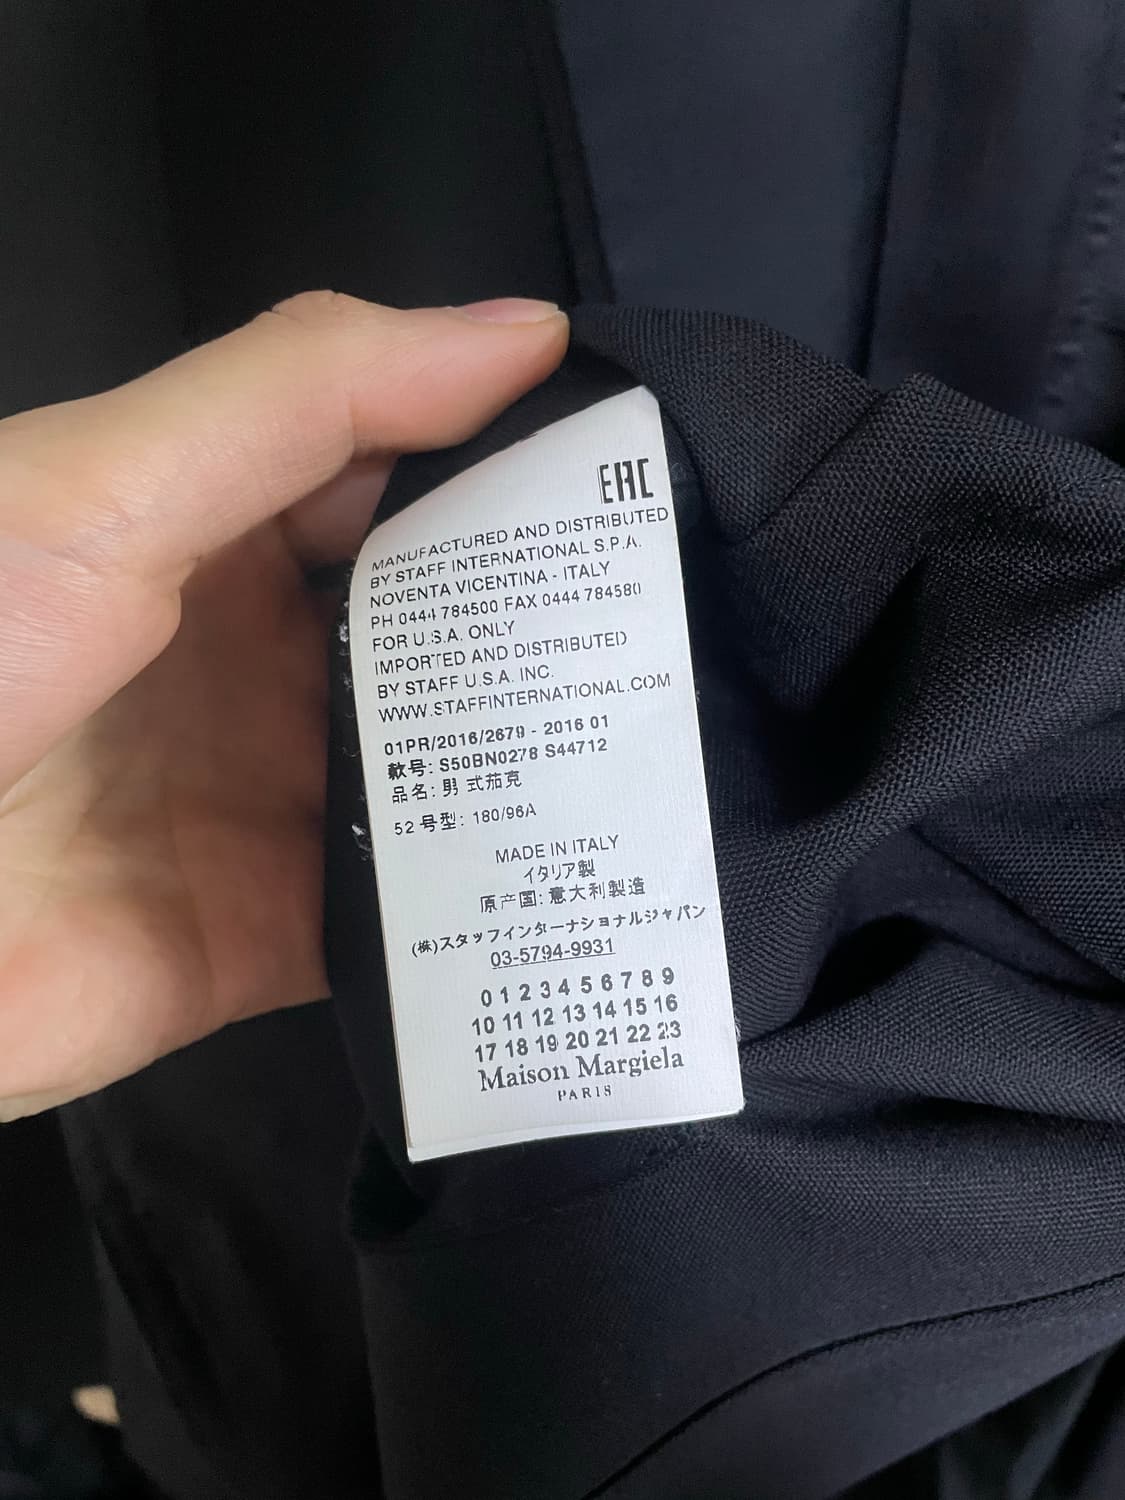 EAC
MANUFACTURED AND DISTRIBUTED
BY STAFF INTERNATIONAL S.P.A.
NOVENTA VICENTINA - ITALY
PH 0444 784500 FAX 0444 784580
FOR U.S.A. ONLY
IMPORTED AND DISTRIBUTED
BY STAFF U.S.A. INC.
WWW.STAFFINTERNATIONAL.COM
01PR/2016/2679 - 2016 01
款号: S50BN0278 S44712
品名: 男 式茄克
52 号型: 180/96A
MADE IN ITALY
イタリア製
原产国: 意大利製造
(株)スタッフインターナショナルジャパン
03-5794-9931
0 1 2 3 4 5 6 7 8 9
10 11 12 13 14 15 16
17 18 19 20 21 22 23
Maison Margiela
PARIS